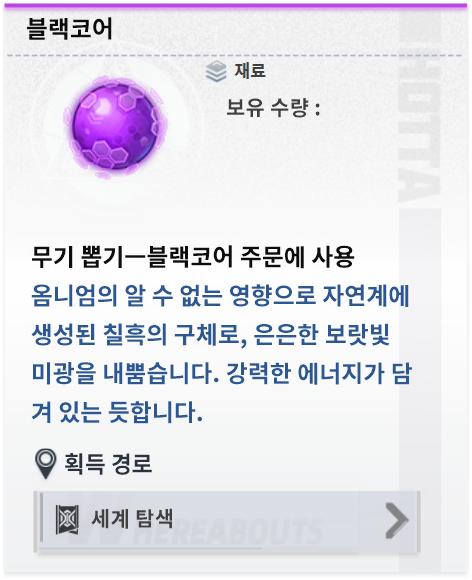 블랙코어
재료
보유 수량 :
HOTTA
무기 뽑기—블랙코어 주문에 사용
옴니엄의 알 수 없는 영향으로 자연계에
생성된 칠흑의 구체로, 은은한 보랏빛
미광을 내뿜습니다. 강력한 에너지가 담
겨 있는 듯합니다.
획득 경로
세계 탐색
HEREABOUTS